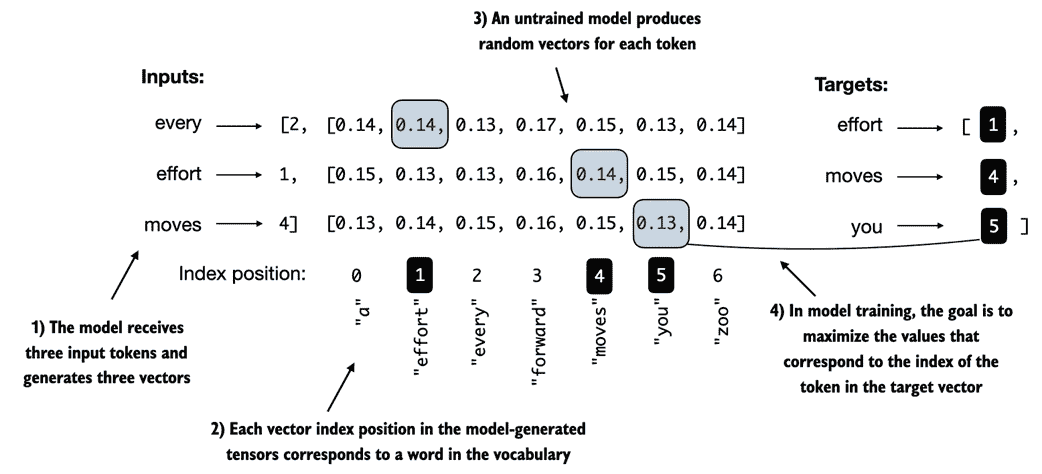 3) An untrained model produces
random vectors for each token
Inputs:
Targets:
every [2, [0.14, 0.14, 0.13, 0.17, 0.15, 0.13, 0.14] effort [ 1 ,
effort 1, [0.15, 0.13, 0.13, 0.16, 0.14, 0.15, 0.14] moves 4 ,
moves 4] [0.13, 0.14, 0.15, 0.16, 0.15, 0.13, 0.14] you 5 ]
Index position: 0 1 2 3 4 5 6
"a" "effort" "every" "forward" "moves" "you" "zoo"
1) The model receives
three input tokens and
generates three vectors
4) In model training, the goal is to
maximize the values that
correspond to the index of the
token in the target vector
2) Each vector index position in the model-generated
tensors corresponds to a word in the vocabulary